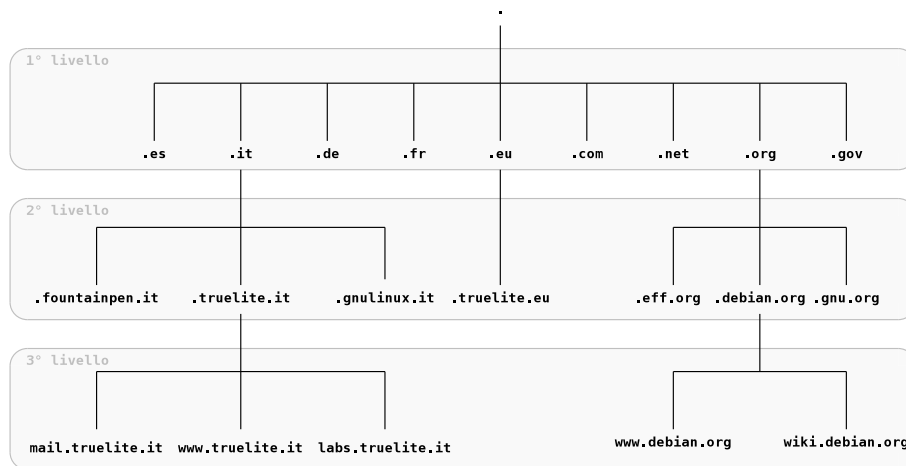 .
1° livello
.es .it .de .fr .eu .com .net .org .gov
2° livello
.fountainpen.it .truelite.it .gnulinux.it .truelite.eu .eff.org .debian.org .gnu.org
3° livello
mail.truelite.it www.truelite.it labs.truelite.it www.debian.org wiki.debian.org